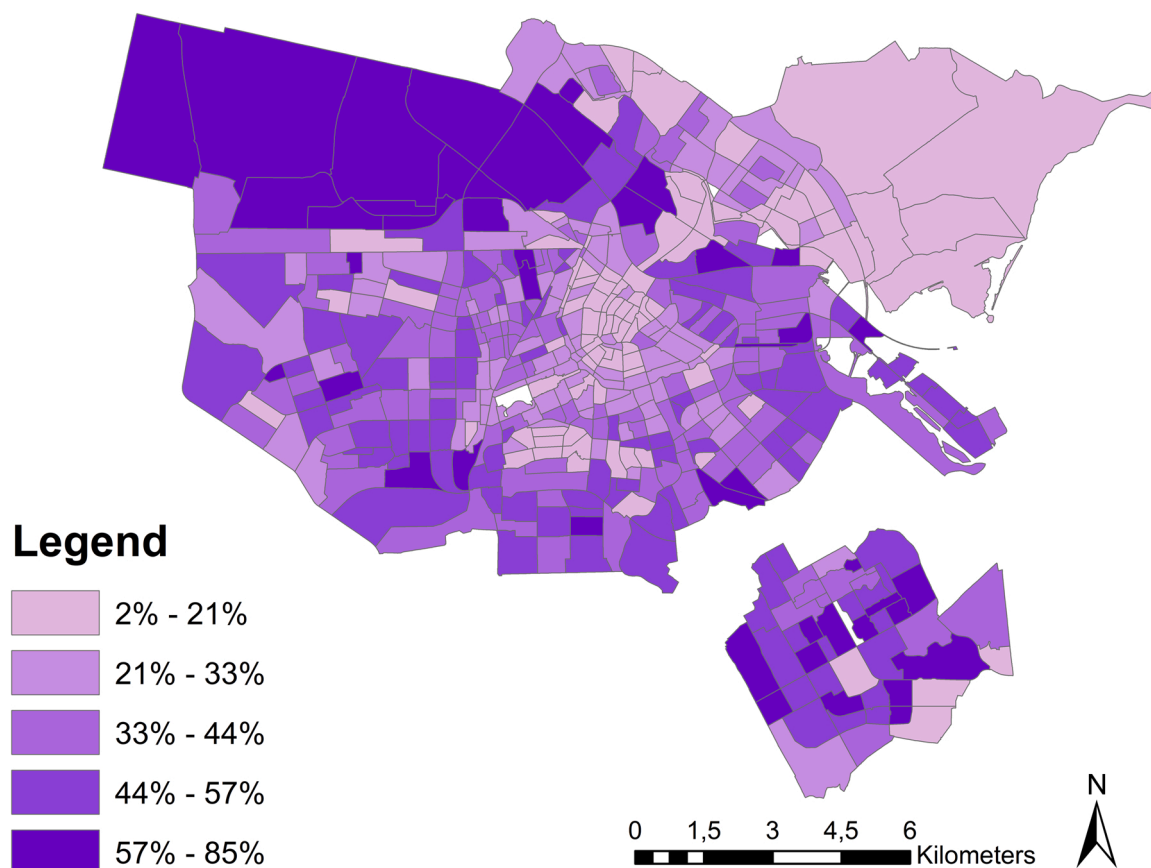 Legend
2% - 21%
21% - 33%
33% - 44%
44% - 57%
57% - 85%
0 1,5 3 4,5 6
Kilometers
N